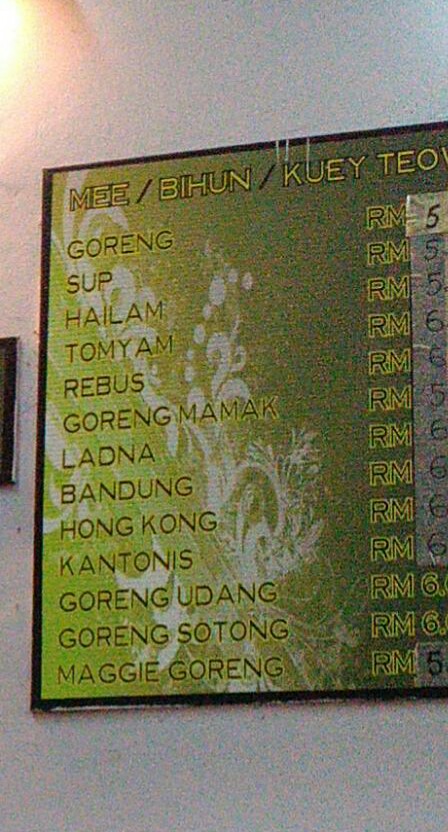 MEE / BIHUN / KUEY TEOW
GORENG RM 5
SUP RM 5
HAILAM RM 5
TOMYAM RM 6
REBUS RM 6
GORENG MAMAK RM 5
LADNA RM 6
BANDUNG RM 6
HONG KONG RM 6
KANTONIS RM 6
GORENG UDANG RM 6.
GORENG SOTONG RM 6.
MAGGIE GORENG RM 5